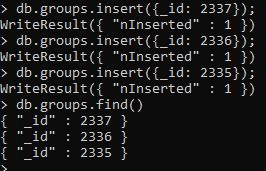 > db.groups.insert({_id: 2337});
WriteResult({ "nInserted" : 1 })
> db.groups.insert({_id: 2336});
WriteResult({ "nInserted" : 1 })
> db.groups.insert({_id: 2335});
WriteResult({ "nInserted" : 1 })
> db.groups.find()
{ "_id" : 2337 }
{ "_id" : 2336 }
{ "_id" : 2335 }
>